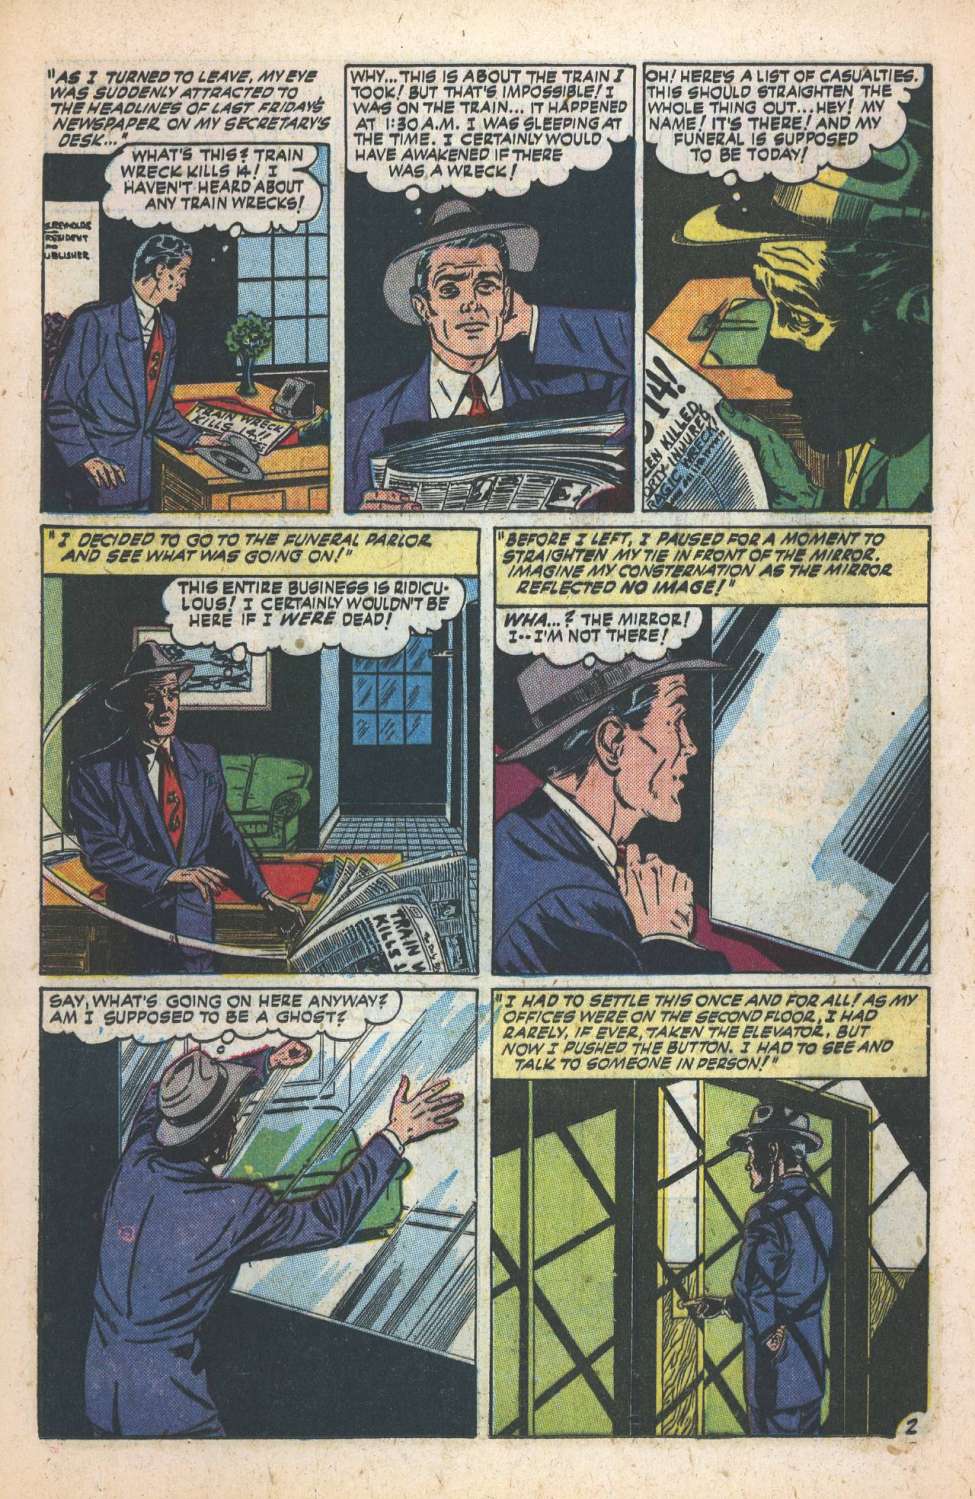 "AS I TURNED TO LEAVE, MY EYE
WAS SUDDENLY ATTRACTED TO
THE HEADLINES OF LAST FRIDAY'S
NEWSPAPER ON MY SECRETARY'S
DESK..."
WHAT'S THIS? TRAIN
WRECK KILLS 14! I
HAVEN'T HEARD ABOUT
ANY TRAIN WRECKS!
REYNOLDS
RESIDENT
UBLISHER
TRAIN WRECK
KILLS 14!
WHY... THIS IS ABOUT THE TRAIN I
TOOK! BUT THAT'S IMPOSSIBLE! I
WAS ON THE TRAIN... IT HAPPENED
AT 1:30 A.M. I WAS SLEEPING AT
THE TIME. I CERTAINLY WOULD
HAVE AWAKENED IF THERE
WAS A WRECK!
OH! HERE'S A LIST OF CASUALTIES.
THIS SHOULD STRAIGHTEN THE
WHOLE THING OUT... HEY! MY
NAME! IT'S THERE! AND MY
FUNERAL IS SUPPOSED
TO BE TODAY!
14!
EEN KILLED
ORTY-INJURED
AGIC WRECK
"I DECIDED TO GO TO THE FUNERAL PARLOR
AND SEE WHAT WAS GOING ON!"
THIS ENTIRE BUSINESS IS RIDICU-
LOUS! I CERTAINLY WOULDN'T BE
HERE IF I WERE DEAD!
TRAIN W
KILLS 1
"BEFORE I LEFT, I PAUSED FOR A MOMENT TO
STRAIGHTEN MY TIE IN FRONT OF THE MIRROR.
IMAGINE MY CONSTERNATION AS THE MIRROR
REFLECTED NO IMAGE!"
WHA...? THE MIRROR!
I-- I'M NOT THERE!
SAY, WHAT'S GOING ON HERE ANYWAY?
AM I SUPPOSED TO BE A GHOST?
"I HAD TO SETTLE THIS ONCE AND FOR ALL! AS MY
OFFICES WERE ON THE SECOND FLOOR, I HAD
RARELY, IF EVER, TAKEN THE ELEVATOR, BUT
NOW I PUSHED THE BUTTON. I HAD TO SEE AND
TALK TO SOMEONE IN PERSON!"
2